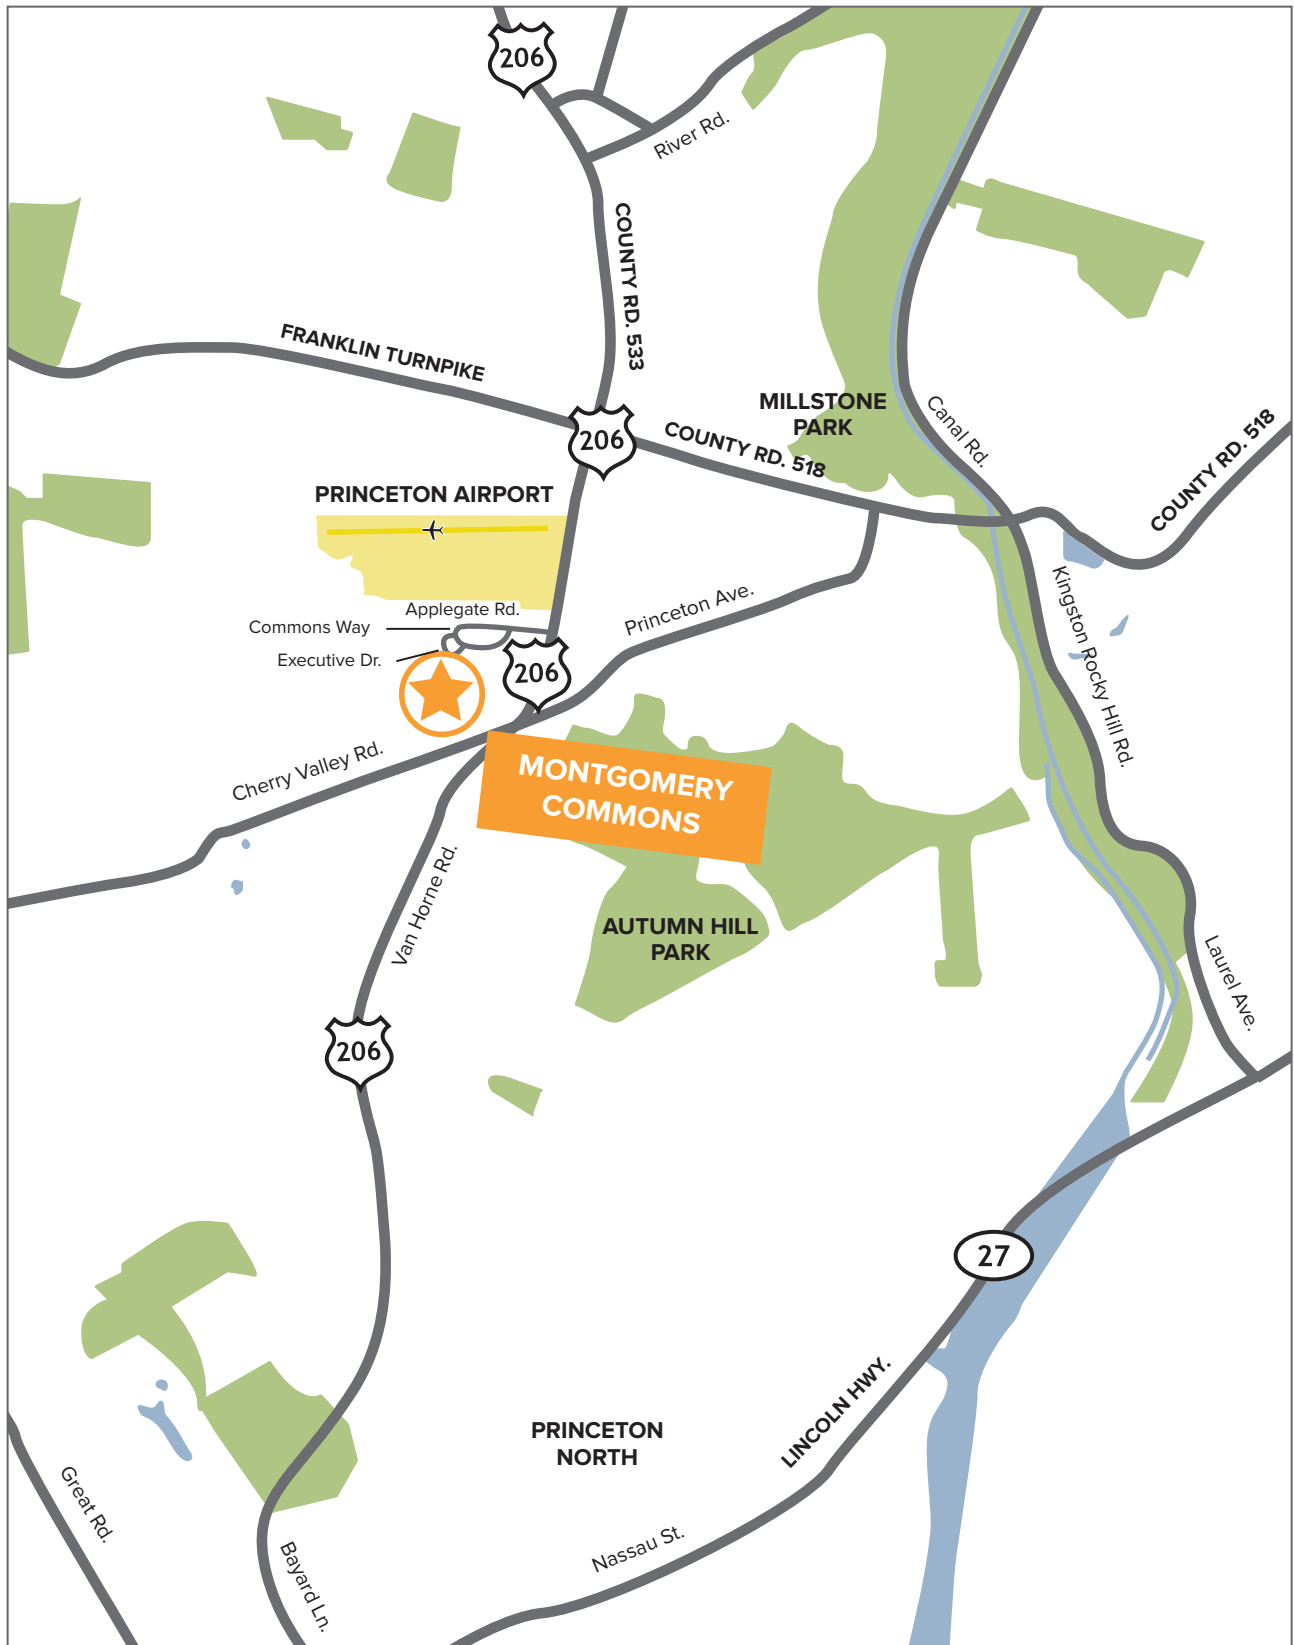 206
River Rd.
COUNTY RD. 533
FRANKLIN TURNPIKE
MILLSTONE
PARK
Canal Rd.
206
COUNTY RD. 518
COUNTY RD. 518
PRINCETON AIRPORT
Kingston Rocky Hill Rd.
Princeton Ave.
Applegate Rd.
Commons Way
Executive Dr.
206
Cherry Valley Rd.
MONTGOMERY
COMMONS
Van Horne Rd.
AUTUMN HILL
PARK
Laurel Ave.
206
27
LINCOLN HWY.
PRINCETON
NORTH
Great Rd.
Nassau St.
Bayard Ln.